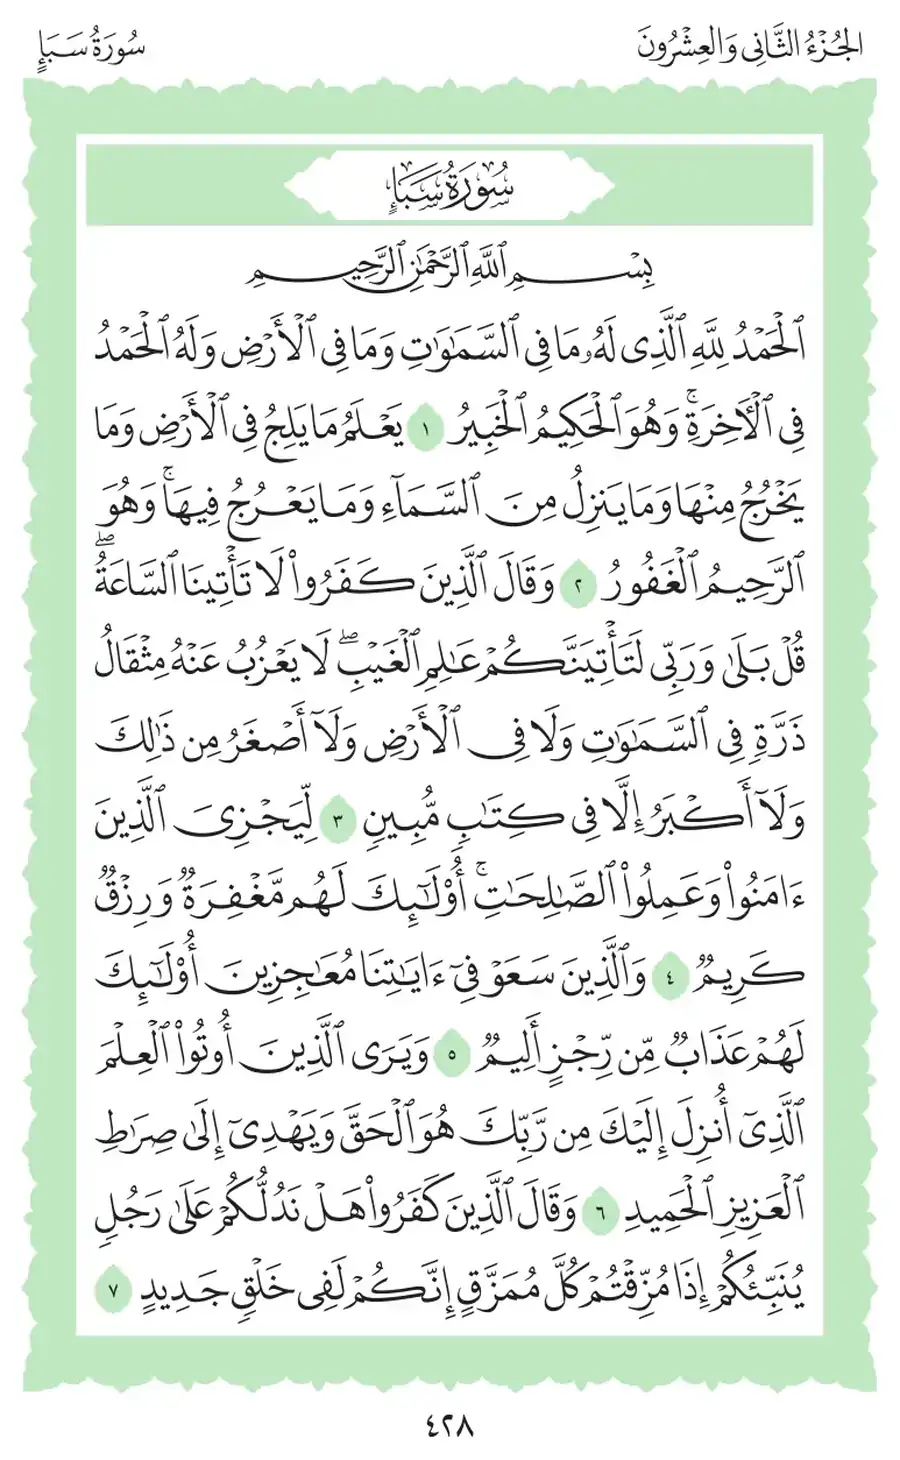 الجُزْءُ الثَّانِي وَالعِشْرُونَ
سُورَةُ سَبَإٍ
سُورَةُ سَبَإٍ
بِسْمِ ٱللَّهِ ٱلرَّحْمَٰنِ ٱلرَّحِيمِ
ٱلْحَمْدُ لِلَّهِ ٱلَّذِى لَهُۥ مَا فِى ٱلسَّمَٰوَٰتِ وَمَا فِى ٱلْأَرْضِ وَلَهُ ٱلْحَمْدُ
فِى ٱلْأَخِرَةِۚ وَهُوَ ٱلْحَكِيمُ ٱلْخَبِيرُ ١ يَعْلَمُ مَا يَلِجُ فِى ٱلْأَرْضِ وَمَا
يَخْرُجُ مِنْهَا وَمَا يَنزِلُ مِنَ ٱلسَّمَآءِ وَمَا يَعْرُجُ فِيهَاۚ وَهُوَ
ٱلرَّحِيمُ ٱلْغَفُورُ ٢ وَقَالَ ٱلَّذِينَ كَفَرُوا۟ لَا تَأْتِينَا ٱلسَّاعَةُۖ
قُلْ بَلَىٰ وَرَبِّى لَتَأْتِيَنَّكُمْ عَٰلِمِ ٱلْغَيْبِۖ لَا يَعْزُبُ عَنْهُ مِثْقَالُ
ذَرَّةٍ فِى ٱلسَّمَٰوَٰتِ وَلَا فِى ٱلْأَرْضِ وَلَآ أَصْغَرُ مِن ذَٰلِكَ
وَلَآ أَكْبَرُ إِلَّا فِى كِتَٰبٍ مُّبِينٍ ٣ لِّيَجْزِىَ ٱلَّذِينَ
ءَامَنُوا۟ وَعَمِلُوا۟ ٱلصَّٰلِحَٰتِۚ أُو۟لَٰٓئِكَ لَهُم مَّغْفِرَةٌ وَرِزْقٌ
كَرِيمٌ ٤ وَٱلَّذِينَ سَعَوْ فِىٓ ءَايَٰتِنَا مُعَٰجِزِينَ أُو۟لَٰٓئِكَ
لَهُمْ عَذَابٌ مِّن رِّجْزٍ أَلِيمٌ ٥ وَيَرَى ٱلَّذِينَ أُوتُوا۟ ٱلْعِلْمَ
ٱلَّذِىٓ أُنزِلَ إِلَيْكَ مِن رَّبِّكَ هُوَ ٱلْحَقَّ وَيَهْدِىٓ إِلَىٰ صِرَٰطِ
ٱلْعَزِيزِ ٱلْحَمِيدِ ٦ وَقَالَ ٱلَّذِينَ كَفَرُوا۟ هَلْ نَدُلُّكُمْ عَلَىٰ رَجُلٍ
يُنَبِّئُكُمْ إِذَا مُزِّقْتُمْ كُلَّ مُمَزَّقٍ إِنَّكُمْ لَفِى خَلْقٍ جَدِيدٍ ٧
٤٢٨